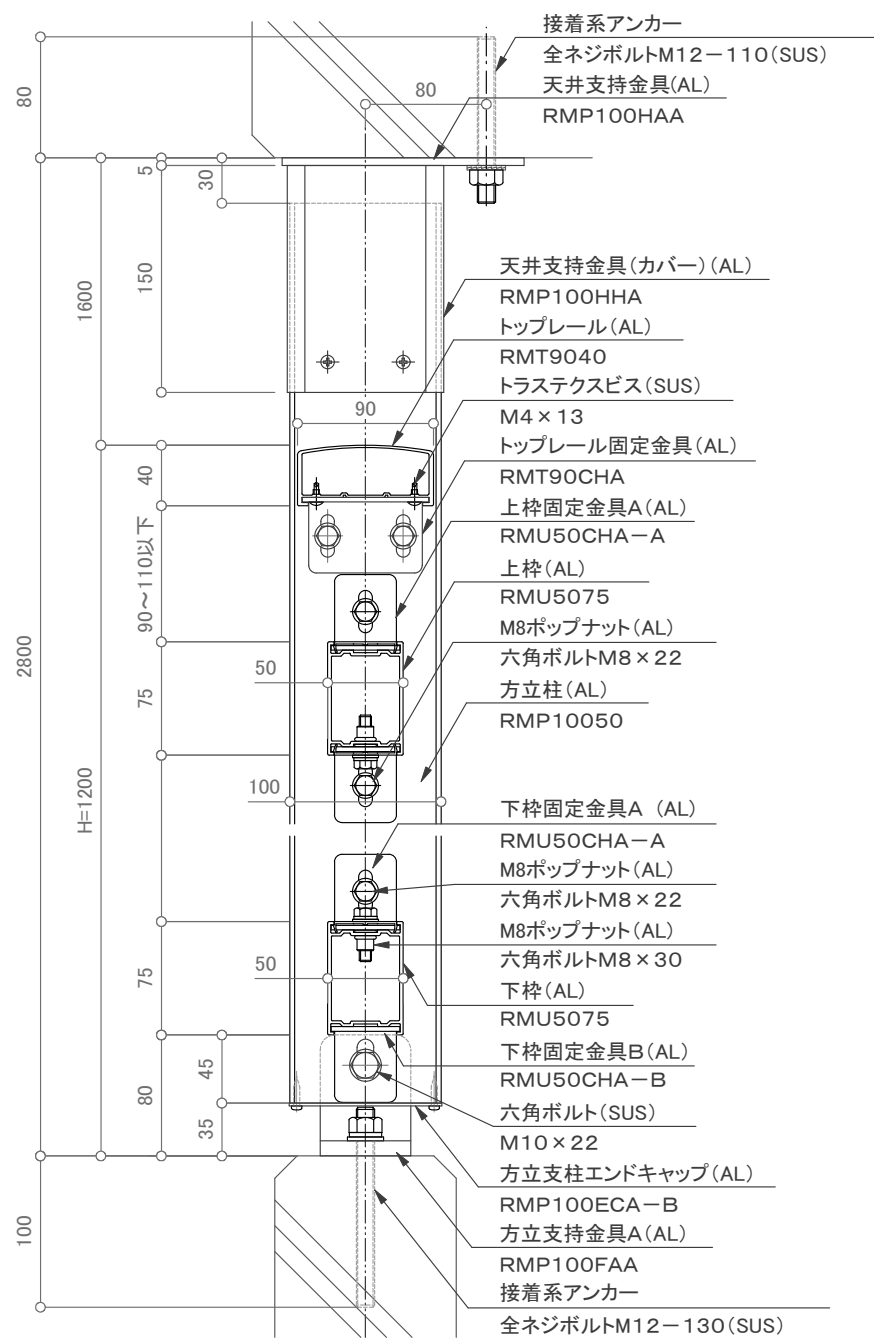 接着系アンカー
全ネジボルトM12－110(SUS)
天井支持金具(AL)
RMP100HAA
80
80
5
30
150
1600
天井支持金具(カバー)(AL)
RMP100HHA
トップレール(AL)
RMT9040
トラステクスビス(SUS)
M4×13
トップレール固定金具(AL)
RMT90CHA
上枠固定金具A(AL)
RMU50CHA－A
上枠(AL)
RMU5075
M8ポップナット(AL)
六角ボルトM8×22
方立柱(AL)
RMP10050
90
40
90～110以下
2800
50
75
100
H=1200
下枠固定金具A (AL)
RMU50CHA－A
M8ポップナット(AL)
六角ボルトM8×22
M8ポップナット(AL)
六角ボルトM8×30
下枠(AL)
RMU5075
下枠固定金具B(AL)
RMU50CHA－B
六角ボルト(SUS)
M10×22
方立支柱エンドキャップ(AL)
RMP100ECA－B
方立支持金具A(AL)
RMP100FAA
接着系アンカー
全ネジボルトM12－130(SUS)
75
50
45
80
35
100